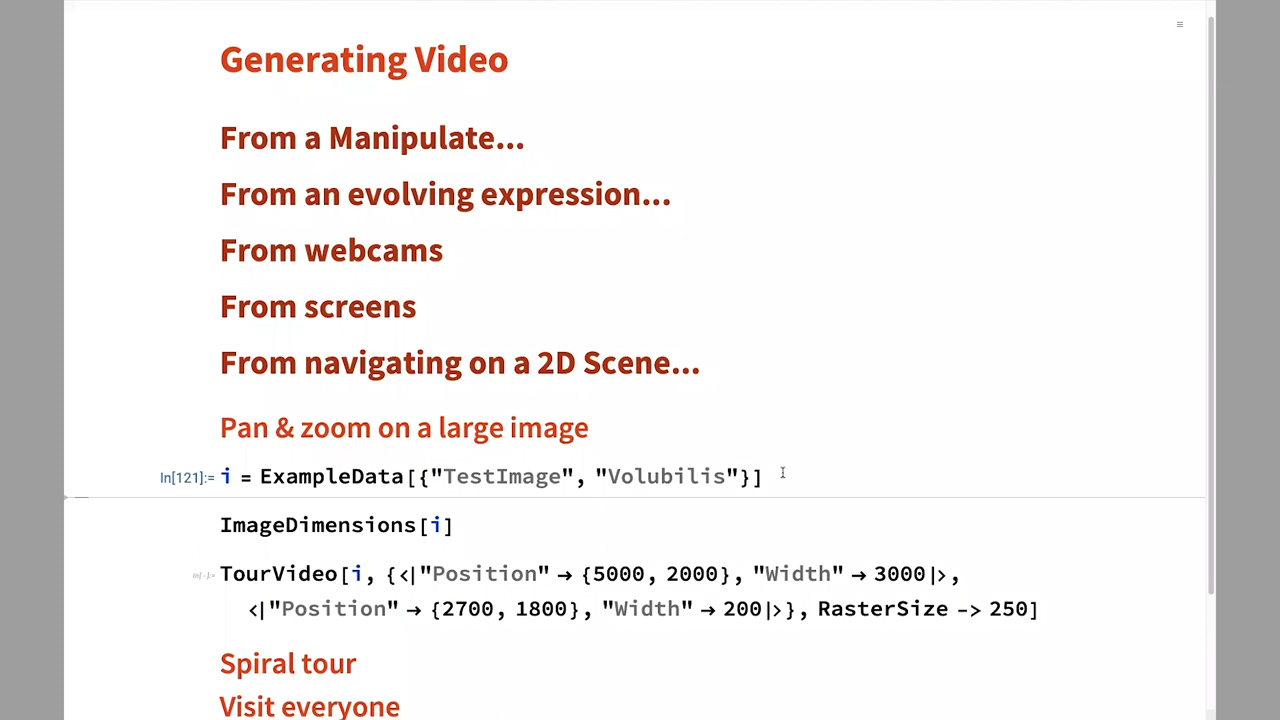 Generating Video
From a Manipulate...
From an evolving expression...
From webcams
From screens
From navigating on a 2D Scene...
Pan & zoom on a large image
In[121]:= i = ExampleData[{"TestImage", "Volubilis"}]
ImageDimensions[i]
In[-]:= TourVideo[i, {<|"Position" → {5000, 2000}, "Width" → 3000|>,
<|"Position" → {2700, 1800}, "Width" → 200|>}, RasterSize -> 250]
Spiral tour
Visit everyone